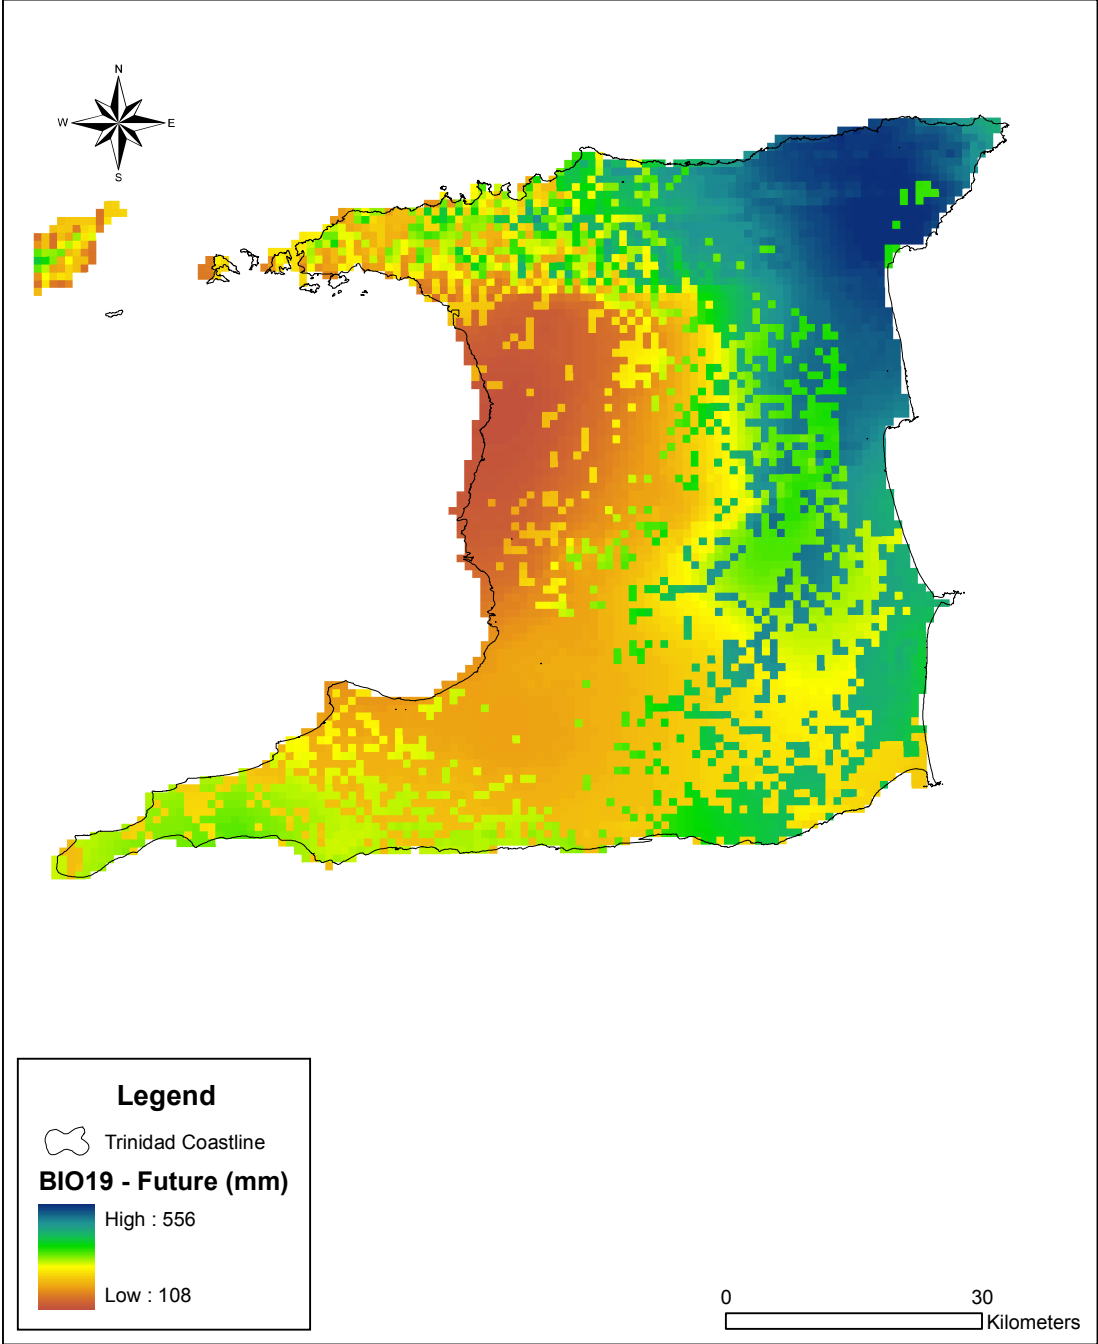 N
W E
S
Legend
Trinidad Coastline
BIO19 - Future (mm)
High : 556
Low : 108
0 30
Kilometers